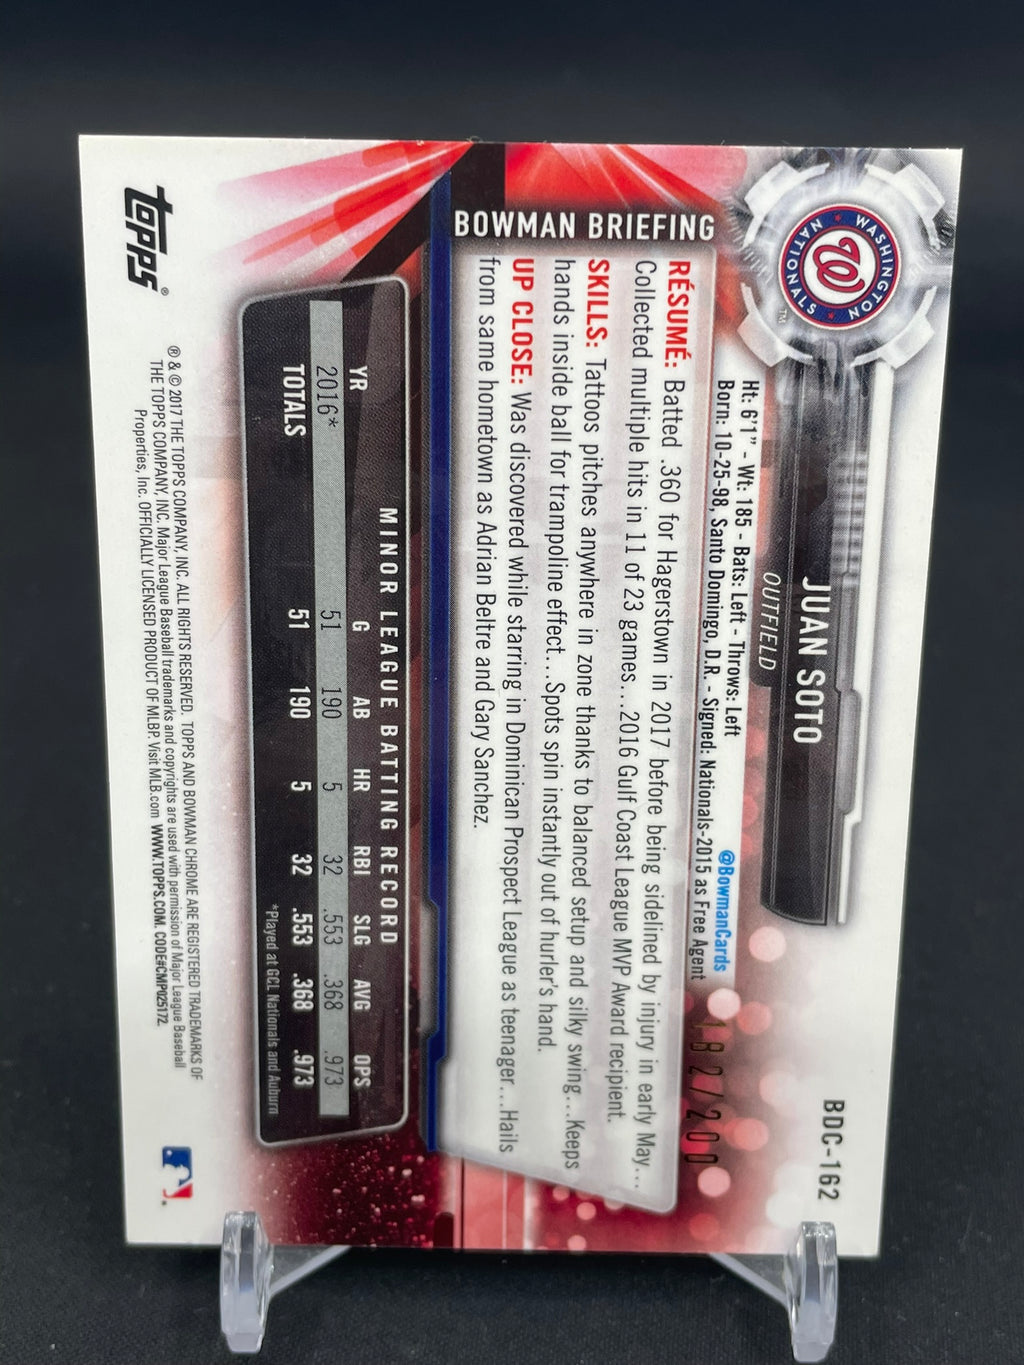 WASHINGTON
NATIONALS
W
TM
JUAN SOTO
OUTFIELD
BDC-162
Ht: 6'1" - Wt: 185 - Bats: Left - Throws: Left
@BowmanCards
Born: 10-25-98, Santo Domingo, D.R. - Signed: Nationals-2015 as Free Agent
182/200
BOWMAN BRIEFING
RÉSUMÉ: Batted .360 for Hagerstown in 2017 before being sidelined by injury in early May...
Collected multiple hits in 11 of 23 games...2016 Gulf Coast League MVP Award recipient.
SKILLS: Tattoos pitches anywhere in zone thanks to balanced setup and silky swing...Keeps
hands inside ball for trampoline effect...Spots spin instantly out of hurler's hand.
UP CLOSE: Was discovered while starring in Dominican Prospect League as teenager...Hails
from same hometown as Adrian Beltre and Gary Sanchez.
MINOR LEAGUE BATTING RECORD
YR G AB HR RBI SLG AVG OPS
2016* 51 190 5 32 .553 .368 .973
TOTALS 51 190 5 32 .553 .368 .973
*Played at GCL Nationals and Auburn
topps®
® & © 2017 THE TOPPS COMPANY, INC. ALL RIGHTS RESERVED. TOPPS AND BOWMAN CHROME ARE REGISTERED TRADEMARKS OF
THE TOPPS COMPANY, INC. Major League Baseball trademarks and copyrights are used with permission of Major League Baseball
Properties, Inc. OFFICIALLY LICENSED PRODUCT OF MLBP. Visit MLB.com WWW.TOPPS.COM. CODE#CMP025172